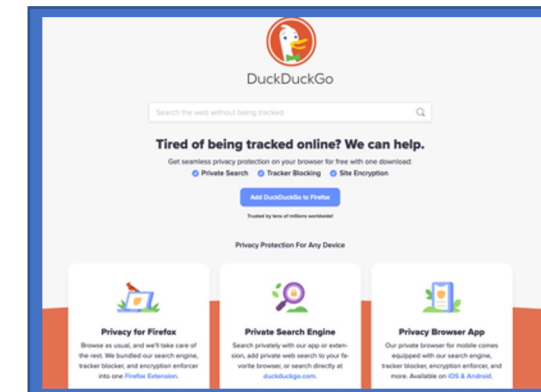 DuckDuckGo
Search the web without being tracked
Tired of being tracked online? We can help.
Get seamless privacy protection on your browser for free with one download:
Private Search Tracker Blocking Site Encryption
Add DuckDuckGo to Firefox
Trusted by tens of millions worldwide!
Privacy Protection For Any Device
Privacy for Firefox
Browse as usual, and we'll take care of
the rest. We bundled our search engine,
tracker blocker, and encryption enforcer
into one Firefox Extension.
Private Search Engine
Search privately with our app or exten-
sion, add private web search to your fa-
vorite browser, or search directly at
duckduckgo.com.
Privacy Browser App
Our private browser for mobile comes
equipped with our search engine,
tracker blocker, encryption enforcer, and
more. Available on iOS & Android.